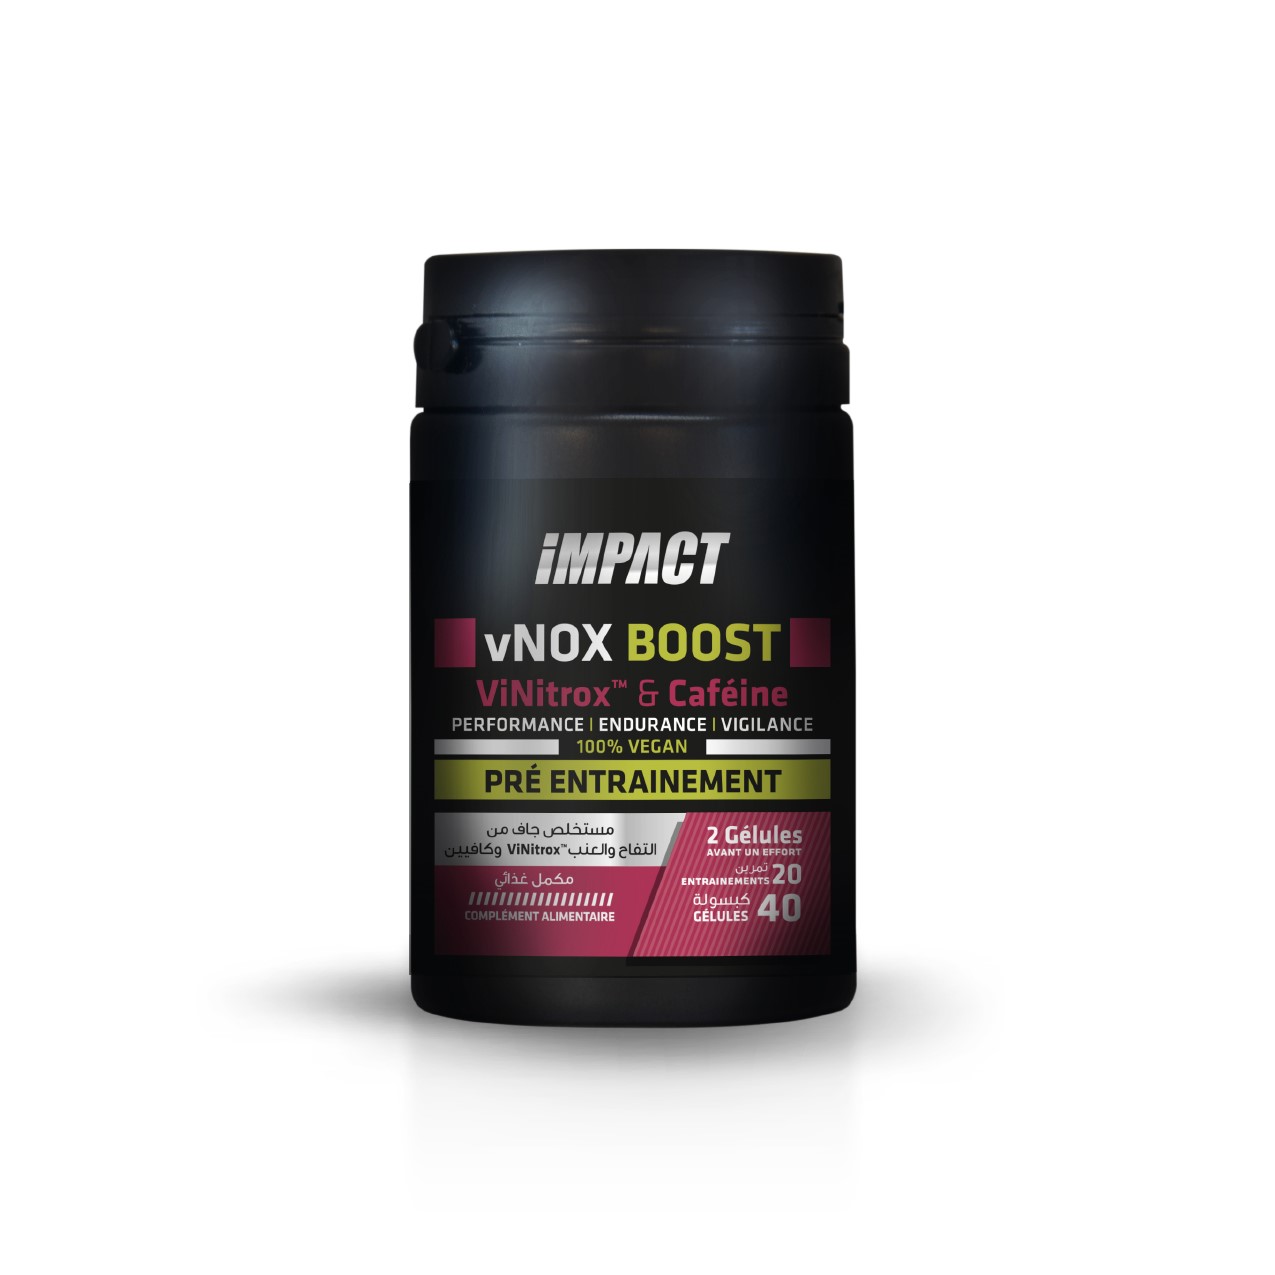 iMPACT
vNOX BOOST
ViNitrox™ & Caféine
PERFORMANCE | ENDURANCE | VIGILANCE
100% VEGAN
PRÉ ENTRAINEMENT
مستخلص جاف من
التفاح والعنب ViNitrox™ وكافيين
مكمل غذائي
COMPLÉMENT ALIMENTAIRE
2 Gélules
AVANT UN EFFORT
تمرين
ENTRAINEMENTS 20
كبسولة
GÉLULES 40